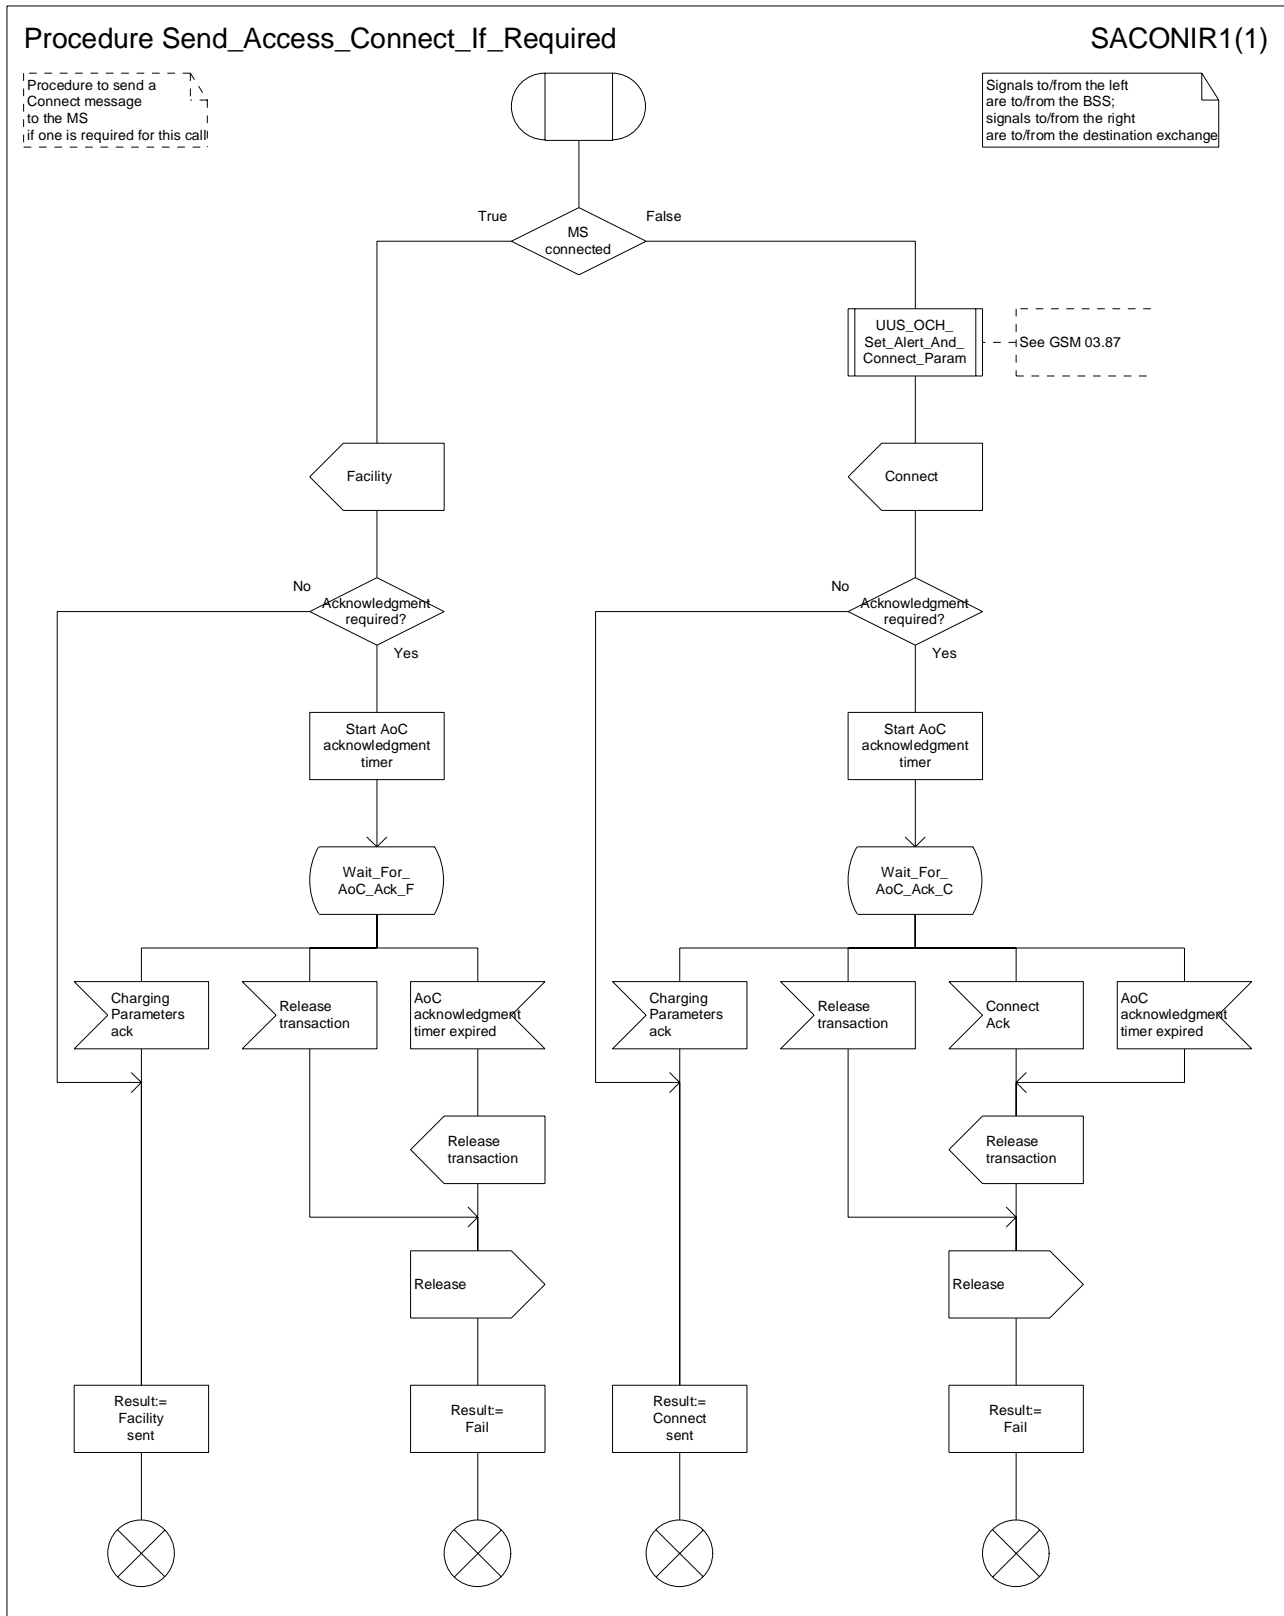 Procedure Send_Access_Connect_If_Required
SACONIR1(1)
Procedure to send a
Connect message
to the MS
if one is required for this call
Signals to/from the left
are to/from the BSS;
signals to/from the right
are to/from the destination exchange
True
False
MS
connected
UUS_OCH_
Set_Alert_And_
Connect_Param
See GSM 03.87
Facility
Connect
No
Acknowledgment
required?
Yes
No
Acknowledgment
required?
Yes
Start AoC
acknowledgment
timer
Start AoC
acknowledgment
timer
Wait_For_
AoC_Ack_F
Wait_For_
AoC_Ack_C
Charging
Parameters
ack
Release
transaction
AoC
acknowledgment
timer expired
Charging
Parameters
ack
Release
transaction
Connect
Ack
AoC
acknowledgment
timer expired
Release
transaction
Release
transaction
Release
Release
Result:=
Facility
sent
Result:=
Fail
Result:=
Connect
sent
Result:=
Fail